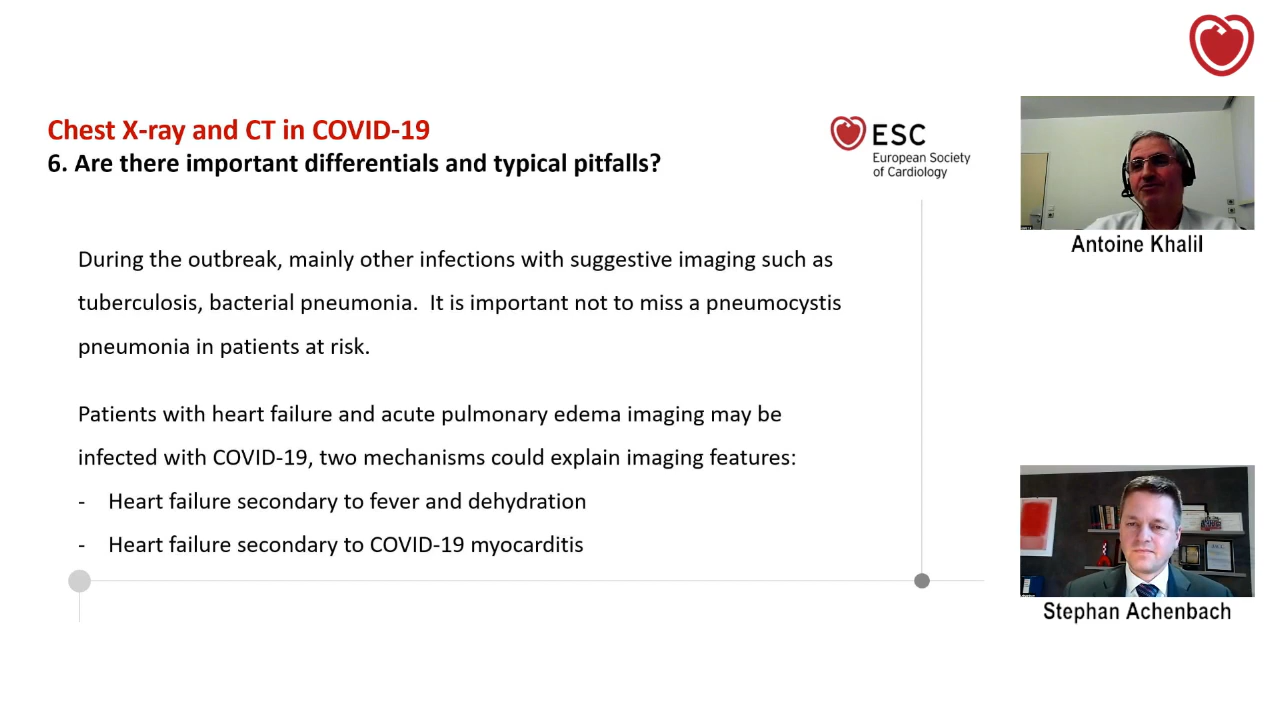 Chest X-ray and CT in COVID-19
6. Are there important differentials and typical pitfalls?
ESC
European Society
of Cardiology
During the outbreak, mainly other infections with suggestive imaging such as
tuberculosis, bacterial pneumonia.  It is important not to miss a pneumocystis
pneumonia in patients at risk.
Patients with heart failure and acute pulmonary edema imaging may be
infected with COVID-19, two mechanisms could explain imaging features:
- Heart failure secondary to fever and dehydration
- Heart failure secondary to COVID-19 myocarditis
Antoine Khalil
Stephan Achenbach